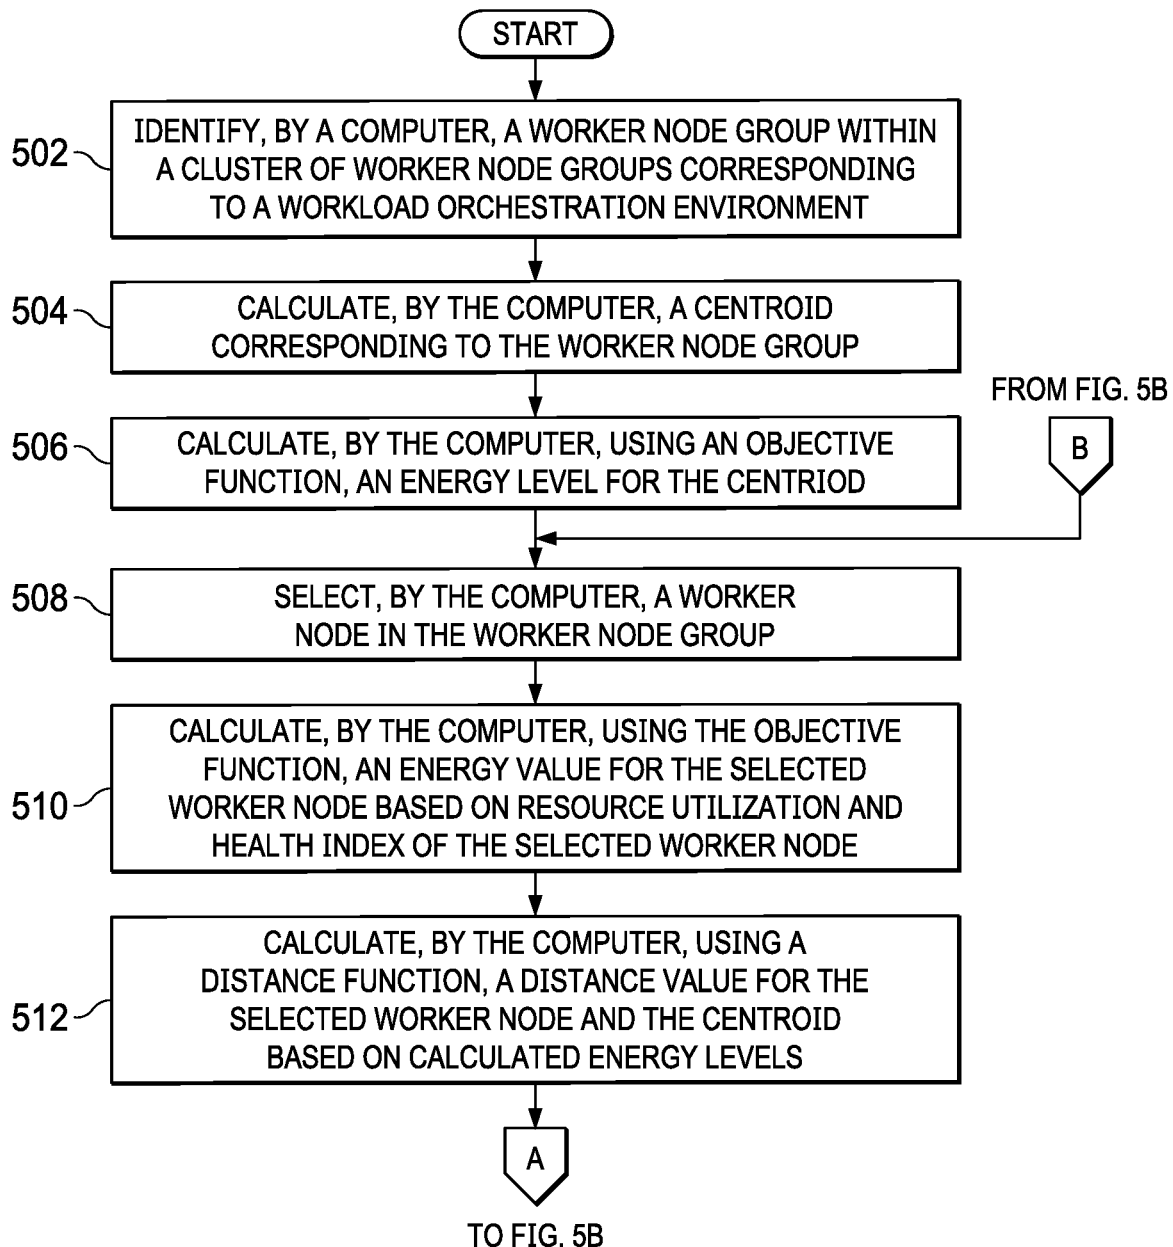 START
502
IDENTIFY, BY A COMPUTER, A WORKER NODE GROUP WITHIN
A CLUSTER OF WORKER NODE GROUPS CORRESPONDING
TO A WORKLOAD ORCHESTRATION ENVIRONMENT
504
CALCULATE, BY THE COMPUTER, A CENTROID
CORRESPONDING TO THE WORKER NODE GROUP
FROM FIG. 5B
B
506
CALCULATE, BY THE COMPUTER, USING AN OBJECTIVE
FUNCTION, AN ENERGY LEVEL FOR THE CENTRIOD
508
SELECT, BY THE COMPUTER, A WORKER
NODE IN THE WORKER NODE GROUP
510
CALCULATE, BY THE COMPUTER, USING THE OBJECTIVE
FUNCTION, AN ENERGY VALUE FOR THE SELECTED
WORKER NODE BASED ON RESOURCE UTILIZATION AND
HEALTH INDEX OF THE SELECTED WORKER NODE
512
CALCULATE, BY THE COMPUTER, USING A
DISTANCE FUNCTION, A DISTANCE VALUE FOR THE
SELECTED WORKER NODE AND THE CENTROID
BASED ON CALCULATED ENERGY LEVELS
A
TO FIG. 5B